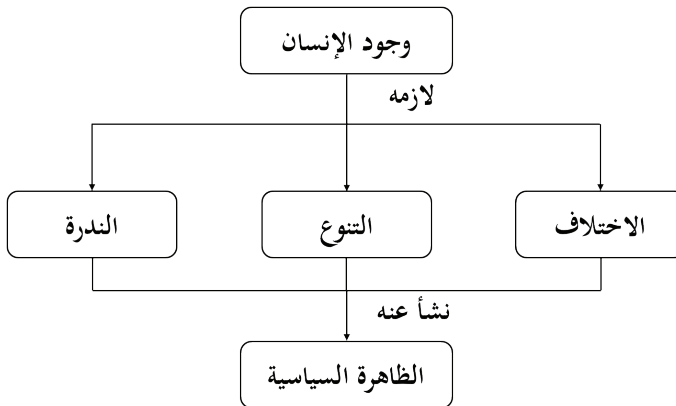 وجود الإنسان
لازمه
الاختلاف
التنوع
الندرة
نشأ عنه
الظاهرة السياسية